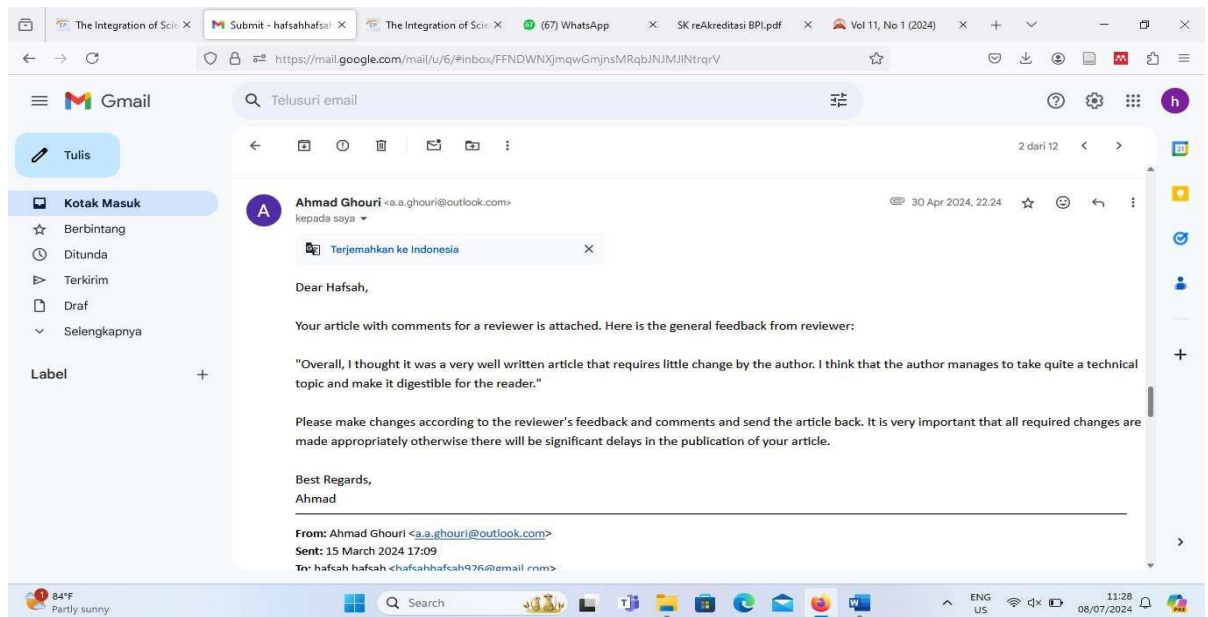 The Integration of Scie
Submit - hafsahhafsah
The Integration of Scie
(67) WhatsApp
SK reAkreditasi BPI.pdf
Vol 11, No 1 (2024)
https://mail.google.com/mail/u/6/#inbox/FFNDWNXjmqwGmjnsMRqbJNJMJlNtrqrV
Gmail
Telusuri email
h
Tulis
2 dari 12
31
Kotak Masuk
Berbintang
Ditunda
Terkirim
Draf
Selengkapnya
Label
A
Ahmad Ghouri <a.a.ghouri@outlook.com>
30 Apr 2024, 22.24
kepada saya
Terjemahkan ke Indonesia
Dear Hafsah,
Your article with comments for a reviewer is attached. Here is the general feedback from reviewer:
"Overall, I thought it was a very well written article that requires little change by the author. I think that the author manages to take quite a technical
topic and make it digestible for the reader."
Please make changes according to the reviewer's feedback and comments and send the article back. It is very important that all required changes are
made appropriately otherwise there will be significant delays in the publication of your article.
Best Regards,
Ahmad
From: Ahmad Ghouri <a.a.ghouri@outlook.com>
Sent: 15 March 2024 17:09
To: hafsah hafsah <hafsahhafsah926@gmail.com>
1
84°F
Partly sunny
Search
ENG
US
11:28
08/07/2024
PRE